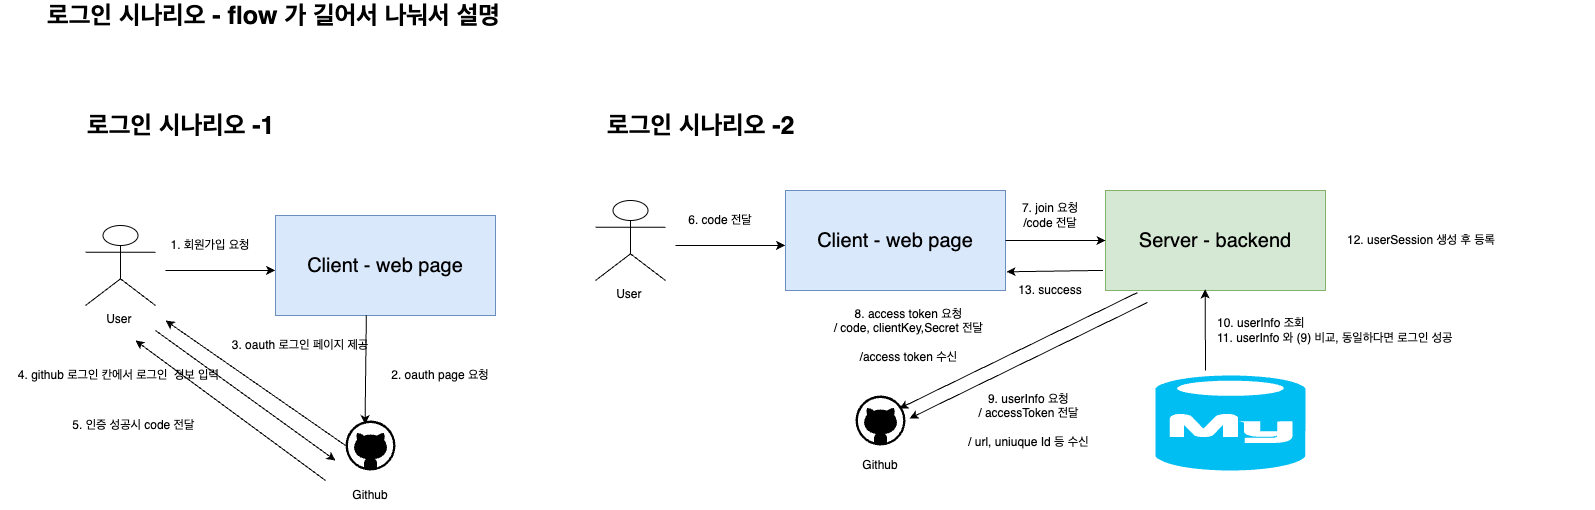 로그인 시나리오 - flow 가 길어서 나눠서 설명
로그인 시나리오 -1
1. 회원가입 요청
Client - web page
User
3. oauth 로그인 페이지 제공
4. github 로그인 칸에서 로그인 정보 입력
2. oauth page 요청
5. 인증 성공시 code 전달
Github
로그인 시나리오 -2
6. code 전달
Client - web page
7. join 요청
/code 전달
Server - backend
12. userSession 생성 후 등록
User
13. success
8. access token 요청
/ code, clientKey,Secret 전달
/access token 수신
10. userInfo 조회
11. userInfo 와 (9) 비교, 동일하다면 로그인 성공
9. userInfo 요청
/ accessToken 전달
/ url, uniuque Id 등 수신
Github
My